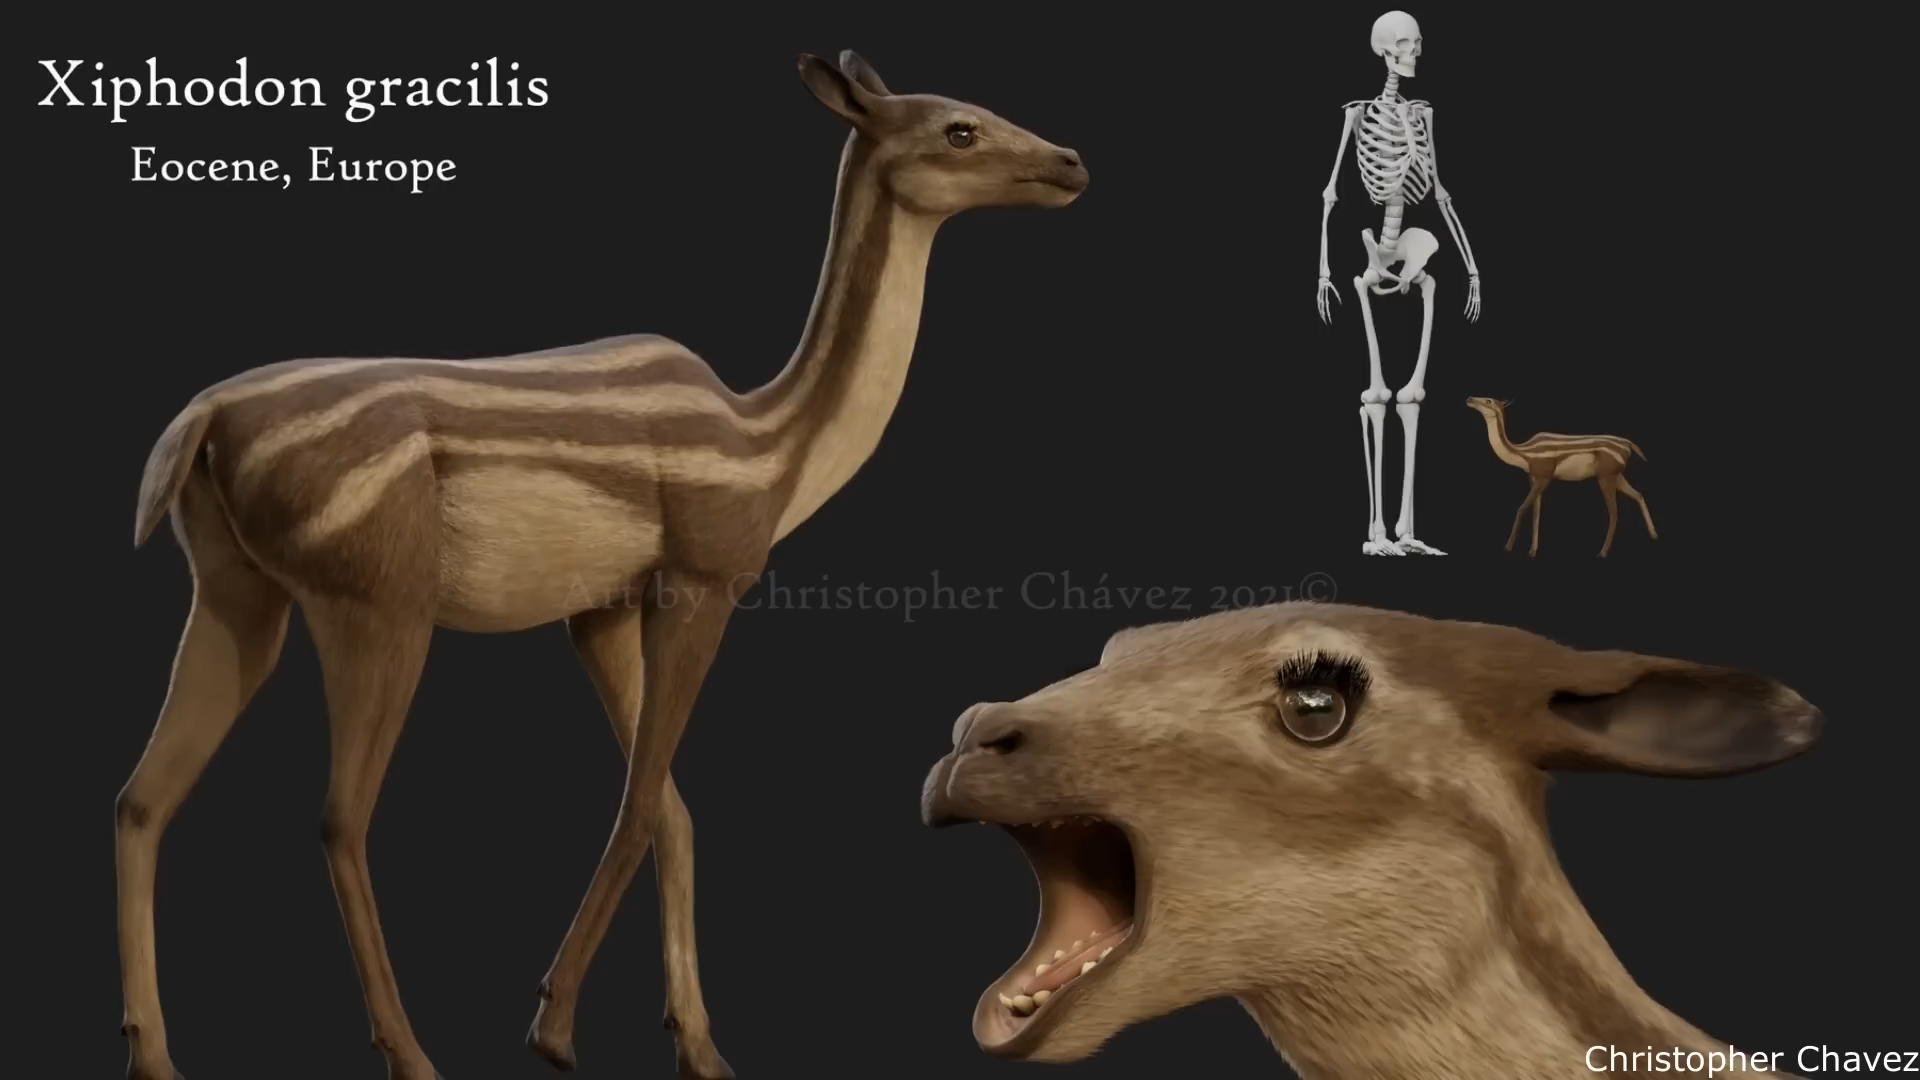 Xiphodon gracilis
Eocene, Europe
Art by Christopher Chávez 2021©
Christopher Chavez